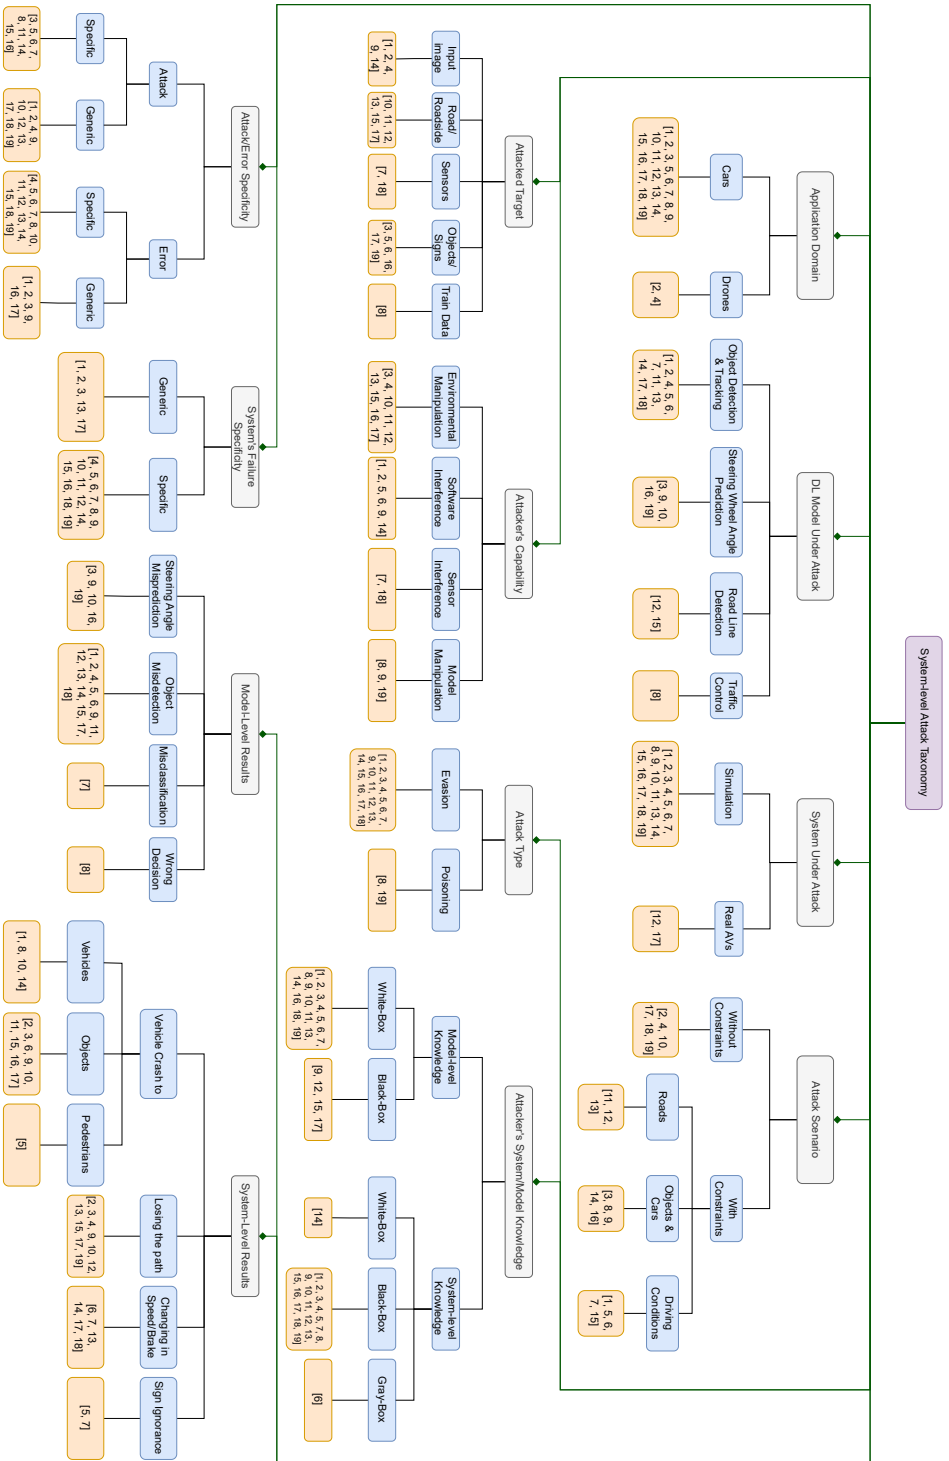 System-level Attack Taxonomy
Application Domain
Cars
[1, 2, 3, 5, 6, 7, 8, 9,
10, 11, 12, 13, 14,
15, 16, 17, 18, 19]
Drones
[2, 4]
DL Model Under Attack
Object Detection
& Tracking
[1, 2, 4, 5, 6,
7, 11, 13,
14, 17, 18]
Steering Wheel Angle
Prediction
[3, 9, 10,
16, 19]
Road Line
Detection
[12, 15]
Traffic
Control
[8]
System Under Attack
Simulation
[1, 2, 3, 4, 5, 6, 7,
8, 9, 10, 11, 13, 14,
15, 16, 17, 18, 19]
Real AVs
[12, 17]
Attack Scenario
Without
Constraints
[2, 4, 10,
17, 18, 19]
With
Constraints
Roads
[11, 12,
13]
Objects &
Cars
[3, 8, 9,
14, 16]
Driving
Conditions
[1, 5, 6,
7, 15]
Attacked Target
Input
image
[1, 2, 4,
9, 14]
Road/
Roadside
[10, 11, 12,
13, 15, 17]
Sensors
[7, 18]
Objects/
Signs
[3, 5, 6, 16,
17, 19]
Train Data
[8]
Attacker's Capability
Environmental
Manipulation
[3, 4, 10, 11, 12,
13, 15, 16, 17]
Software
Interference
[1, 2, 5, 6, 9, 14]
Sensor
Interference
[7, 18]
Model
Manipulation
[8, 9, 19]
Attack Type
Evasion
[1, 2, 3, 4, 5, 6, 7,
9, 10, 11, 12, 13,
14, 15, 16, 17, 18]
Poisoning
[8, 19]
Attacker's System/Model Knowledge
Model-level
Knowledge
White-Box
[1, 2, 3, 4, 5, 6, 7,
8, 9, 10, 11, 13,
14, 16, 18, 19]
Black-Box
[9, 12, 15, 17]
System-level
Knowledge
White-Box
[14]
Black-Box
[1, 2, 3, 4, 5, 7, 8,
9, 10, 11, 12, 13,
15, 16, 17, 18, 19]
Gray-Box
[6]
Attack/Error Specificity
Attack
Specific
[3, 5, 6, 7,
8, 11, 14,
15, 16]
Generic
[1, 2, 4, 9,
10, 12, 13,
17, 18, 19]
Error
Specific
[4, 5, 6, 7, 8, 10,
11, 12, 13, 14,
15, 18, 19]
Generic
[1, 2, 3, 9,
16, 17]
System's Failure
Specificity
Generic
[1, 2, 3, 13, 17]
Specific
[4, 5, 6, 7, 8, 9,
10, 11, 12, 14,
15, 16, 18, 19]
Model-Level Results
Steering Angle
Misprediction
[3, 9, 10, 16,
19]
Object
Misdetection
[1, 2, 4, 5, 6, 9, 11,
12, 13, 14, 15, 17,
18]
Misclassification
[7]
Wrong
Decision
[8]
System-Level Results
Vehicle Crash to
Vehicles
[1, 8, 10, 14]
Objects
[2, 3, 6, 9, 10,
11, 15, 16, 17]
Pedestrians
[5]
Losing the path
[2, 3, 4, 9, 10, 12,
13, 15, 17, 19]
Changing in
Speed/Brake
[6, 7, 13,
14, 17, 18]
Sign Ignorance
[5, 7]